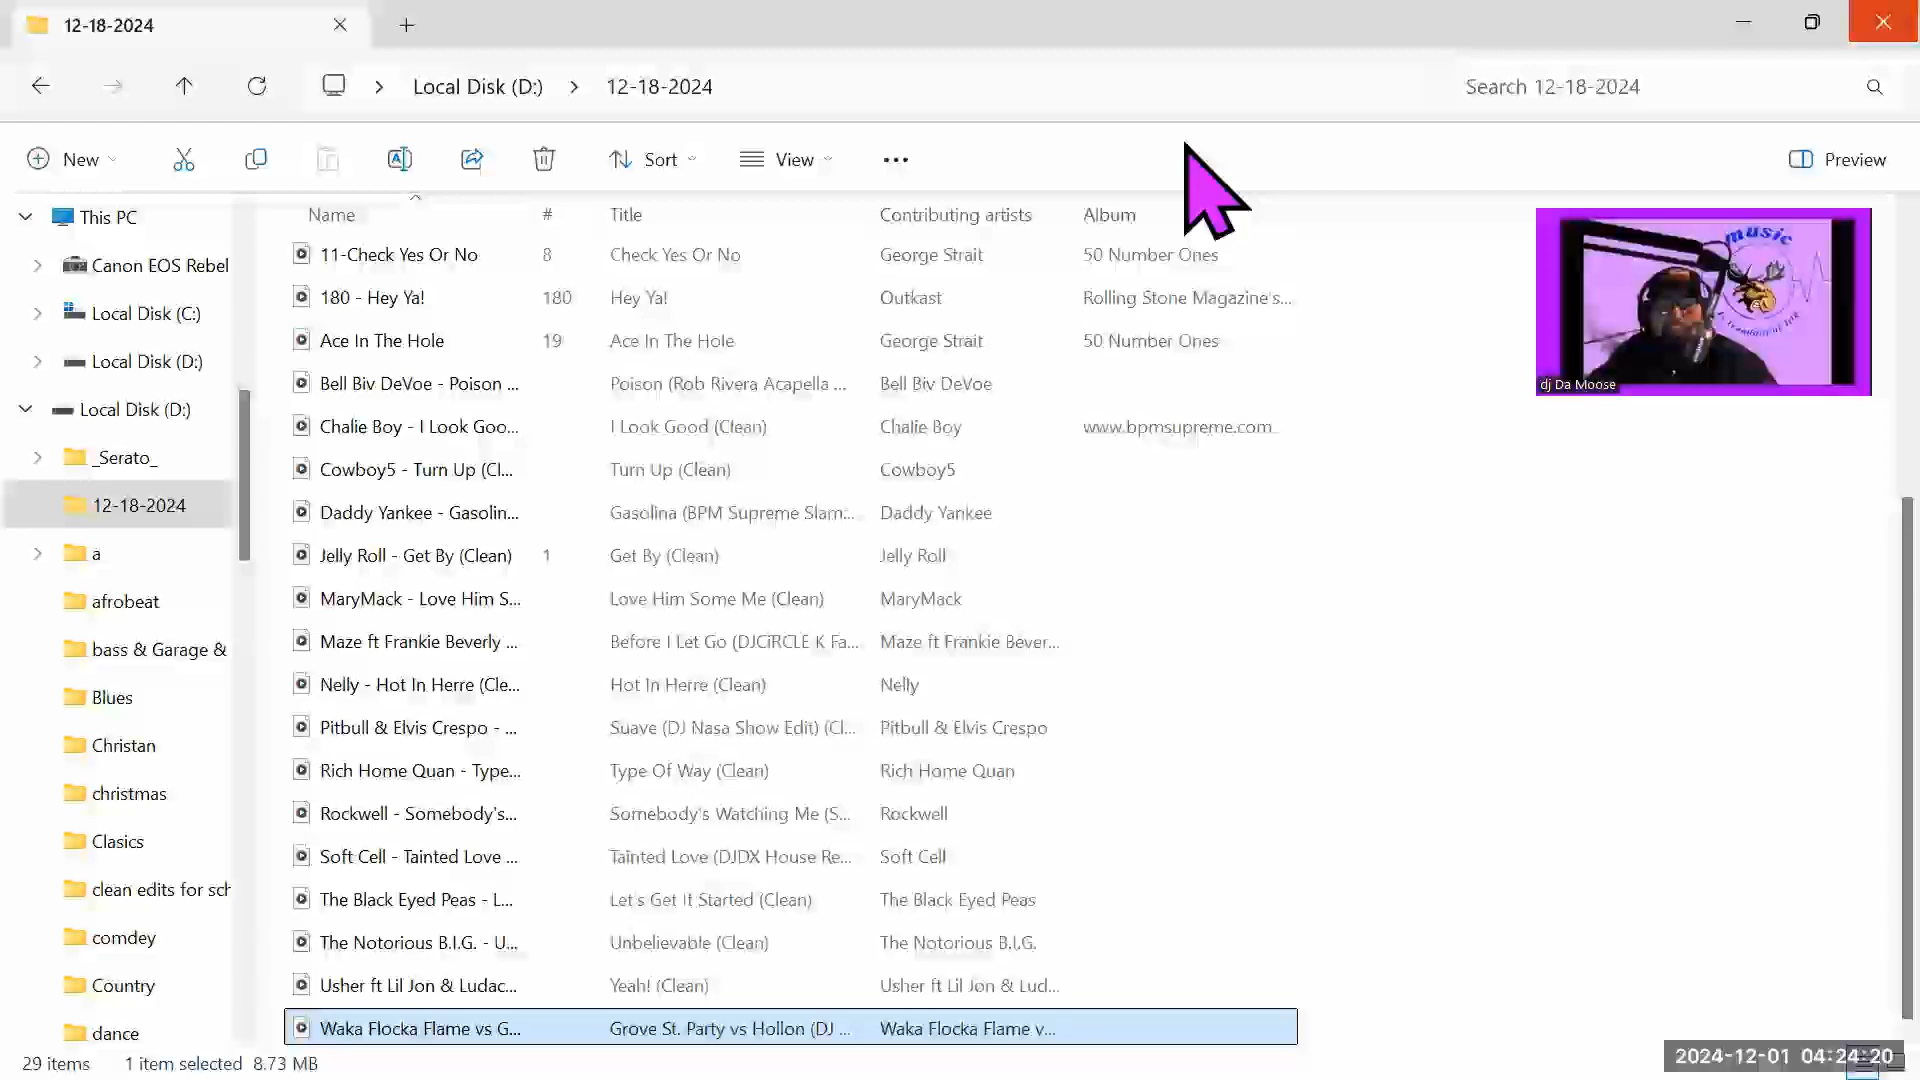 12-18-2024
Local Disk (D:) 12-18-2024 Search 12-18-2024
New Sort View Preview
This PC
Canon EOS Rebel
Local Disk (C:)
Local Disk (D:)
Local Disk (D:)
_Serato_
12-18-2024
a
afrobeat
bass & Garage &
Blues
Christan
christmas
Clasics
clean edits for sch
comdey
Country
dance
Name # Title Contributing artists Album
11-Check Yes Or No 8 Check Yes Or No George Strait 50 Number Ones
180 - Hey Ya! 180 Hey Ya! Outkast Rolling Stone Magazine's...
Ace In The Hole 19 Ace In The Hole George Strait 50 Number Ones
Bell Biv DeVoe - Poison ... Poison (Rob Rivera Acapella ... Bell Biv DeVoe
Chalie Boy - I Look Goo... I Look Good (Clean) Chalie Boy www.bpmsupreme.com
Cowboy5 - Turn Up (Cl... Turn Up (Clean) Cowboy5
Daddy Yankee - Gasolin... Gasolina (BPM Supreme Slam... Daddy Yankee
Jelly Roll - Get By (Clean) 1 Get By (Clean) Jelly Roll
MaryMack - Love Him S... Love Him Some Me (Clean) MaryMack
Maze ft Frankie Beverly ... Before I Let Go (DJCiRCLE K Fa... Maze ft Frankie Bever...
Nelly - Hot In Herre (Cle... Hot In Herre (Clean) Nelly
Pitbull & Elvis Crespo - ... Suave (DJ Nasa Show Edit) (Cl... Pitbull & Elvis Crespo
Rich Home Quan - Type... Type Of Way (Clean) Rich Home Quan
Rockwell - Somebody's... Somebody's Watching Me (S... Rockwell
Soft Cell - Tainted Love ... Tainted Love (DJDX House Re... Soft Cell
The Black Eyed Peas - L... Let's Get It Started (Clean) The Black Eyed Peas
The Notorious B.I.G. - U... Unbelievable (Clean) The Notorious B.I.G.
Usher ft Lil Jon & Ludac... Yeah! (Clean) Usher ft Lil Jon & Lud...
Waka Flocka Flame vs G... Grove St. Party vs Hollon (DJ ... Waka Flocka Flame v...
music
dj Da Moose
29 items 1 item selected 8.73 MB
2024-12-01 04:24:20